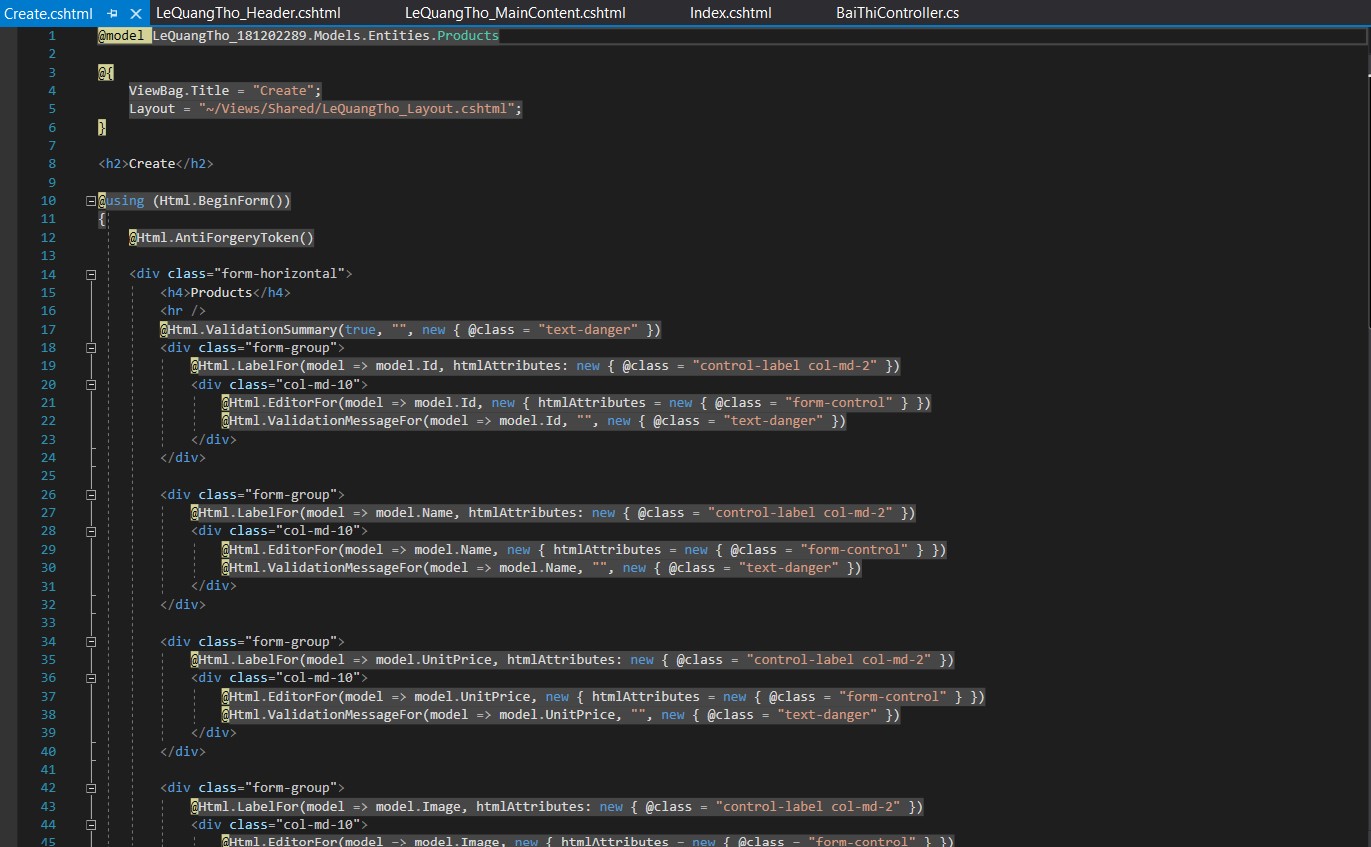 Create.cshtml LeQuangTho_Header.cshtml LeQuangTho_MainContent.cshtml Index.cshtml BaiThiController.cs
1 @model LeQuangTho_181202289.Models.Entities.Products
2
3 @{
4 ViewBag.Title = "Create";
5 Layout = "~/Views/Shared/LeQuangTho_Layout.cshtml";
6 }
7
8 <h2>Create</h2>
9
10 @using (Html.BeginForm())
11 {
12 @Html.AntiForgeryToken()
13
14 <div class="form-horizontal">
15 <h4>Products</h4>
16 <hr />
17 @Html.ValidationSummary(true, "", new { @class = "text-danger" })
18 <div class="form-group">
19 @Html.LabelFor(model => model.Id, htmlAttributes: new { @class = "control-label col-md-2" })
20 <div class="col-md-10">
21 @Html.EditorFor(model => model.Id, new { htmlAttributes = new { @class = "form-control" } })
22 @Html.ValidationMessageFor(model => model.Id, "", new { @class = "text-danger" })
23 </div>
24 </div>
25
26 <div class="form-group">
27 @Html.LabelFor(model => model.Name, htmlAttributes: new { @class = "control-label col-md-2" })
28 <div class="col-md-10">
29 @Html.EditorFor(model => model.Name, new { htmlAttributes = new { @class = "form-control" } })
30 @Html.ValidationMessageFor(model => model.Name, "", new { @class = "text-danger" })
31 </div>
32 </div>
33
34 <div class="form-group">
35 @Html.LabelFor(model => model.UnitPrice, htmlAttributes: new { @class = "control-label col-md-2" })
36 <div class="col-md-10">
37 @Html.EditorFor(model => model.UnitPrice, new { htmlAttributes = new { @class = "form-control" } })
38 @Html.ValidationMessageFor(model => model.UnitPrice, "", new { @class = "text-danger" })
39 </div>
40 </div>
41
42 <div class="form-group">
43 @Html.LabelFor(model => model.Image, htmlAttributes: new { @class = "control-label col-md-2" })
44 <div class="col-md-10">
45 @Html.EditorFor(model => model.Image, new { htmlAttributes = new { @class = "form-control" } })